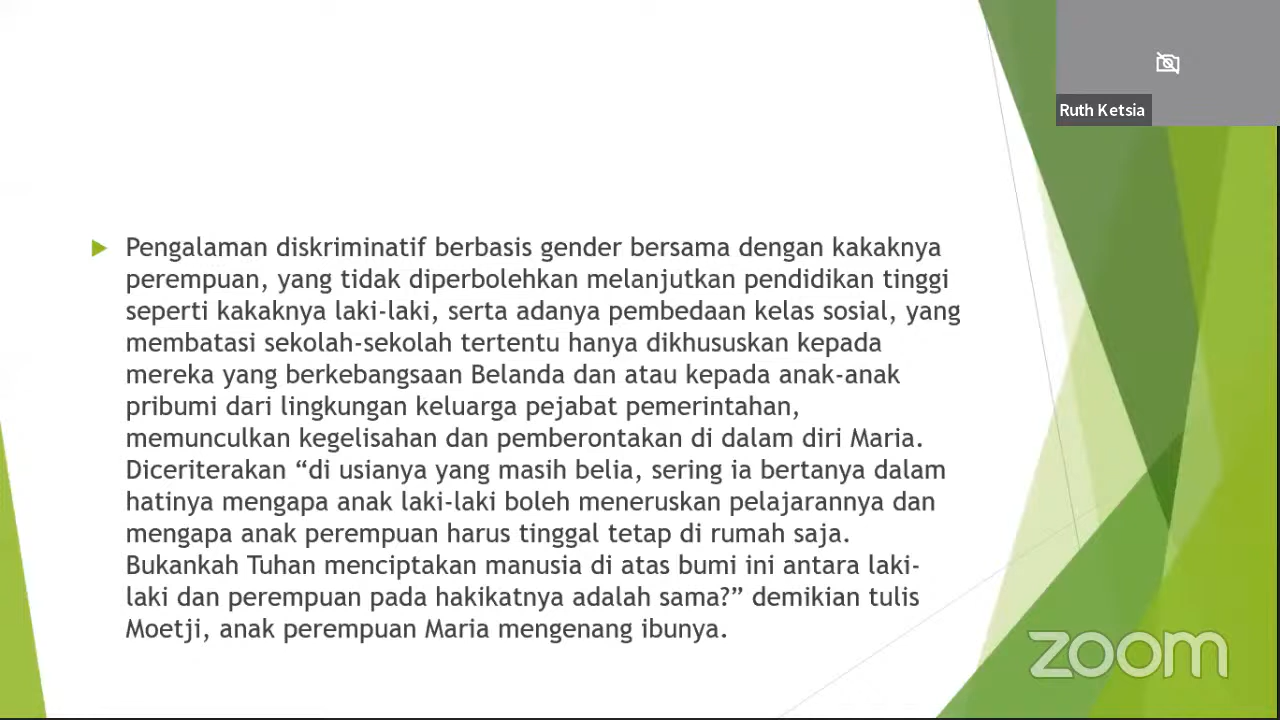 Ruth Ketsia
Pengalaman diskriminatif berbasis gender bersama dengan kakaknya
perempuan, yang tidak diperbolehkan melanjutkan pendidikan tinggi
seperti kakaknya laki-laki, serta adanya pembedaan kelas sosial, yang
membatasi sekolah-sekolah tertentu hanya dikhususkan kepada
mereka yang berkebangsaan Belanda dan atau kepada anak-anak
pribumi dari lingkungan keluarga pejabat pemerintahan,
memunculkan kegelisahan dan pemberontakan di dalam diri Maria.
Diceriterakan “di usianya yang masih belia, sering ia bertanya dalam
hatinya mengapa anak laki-laki boleh meneruskan pelajarannya dan
mengapa anak perempuan harus tinggal tetap di rumah saja.
Bukankah Tuhan menciptakan manusia di atas bumi ini antara laki-
laki dan perempuan pada hakikatnya adalah sama?” demikian tulis
Moetji, anak perempuan Maria mengenang ibunya.
zoom